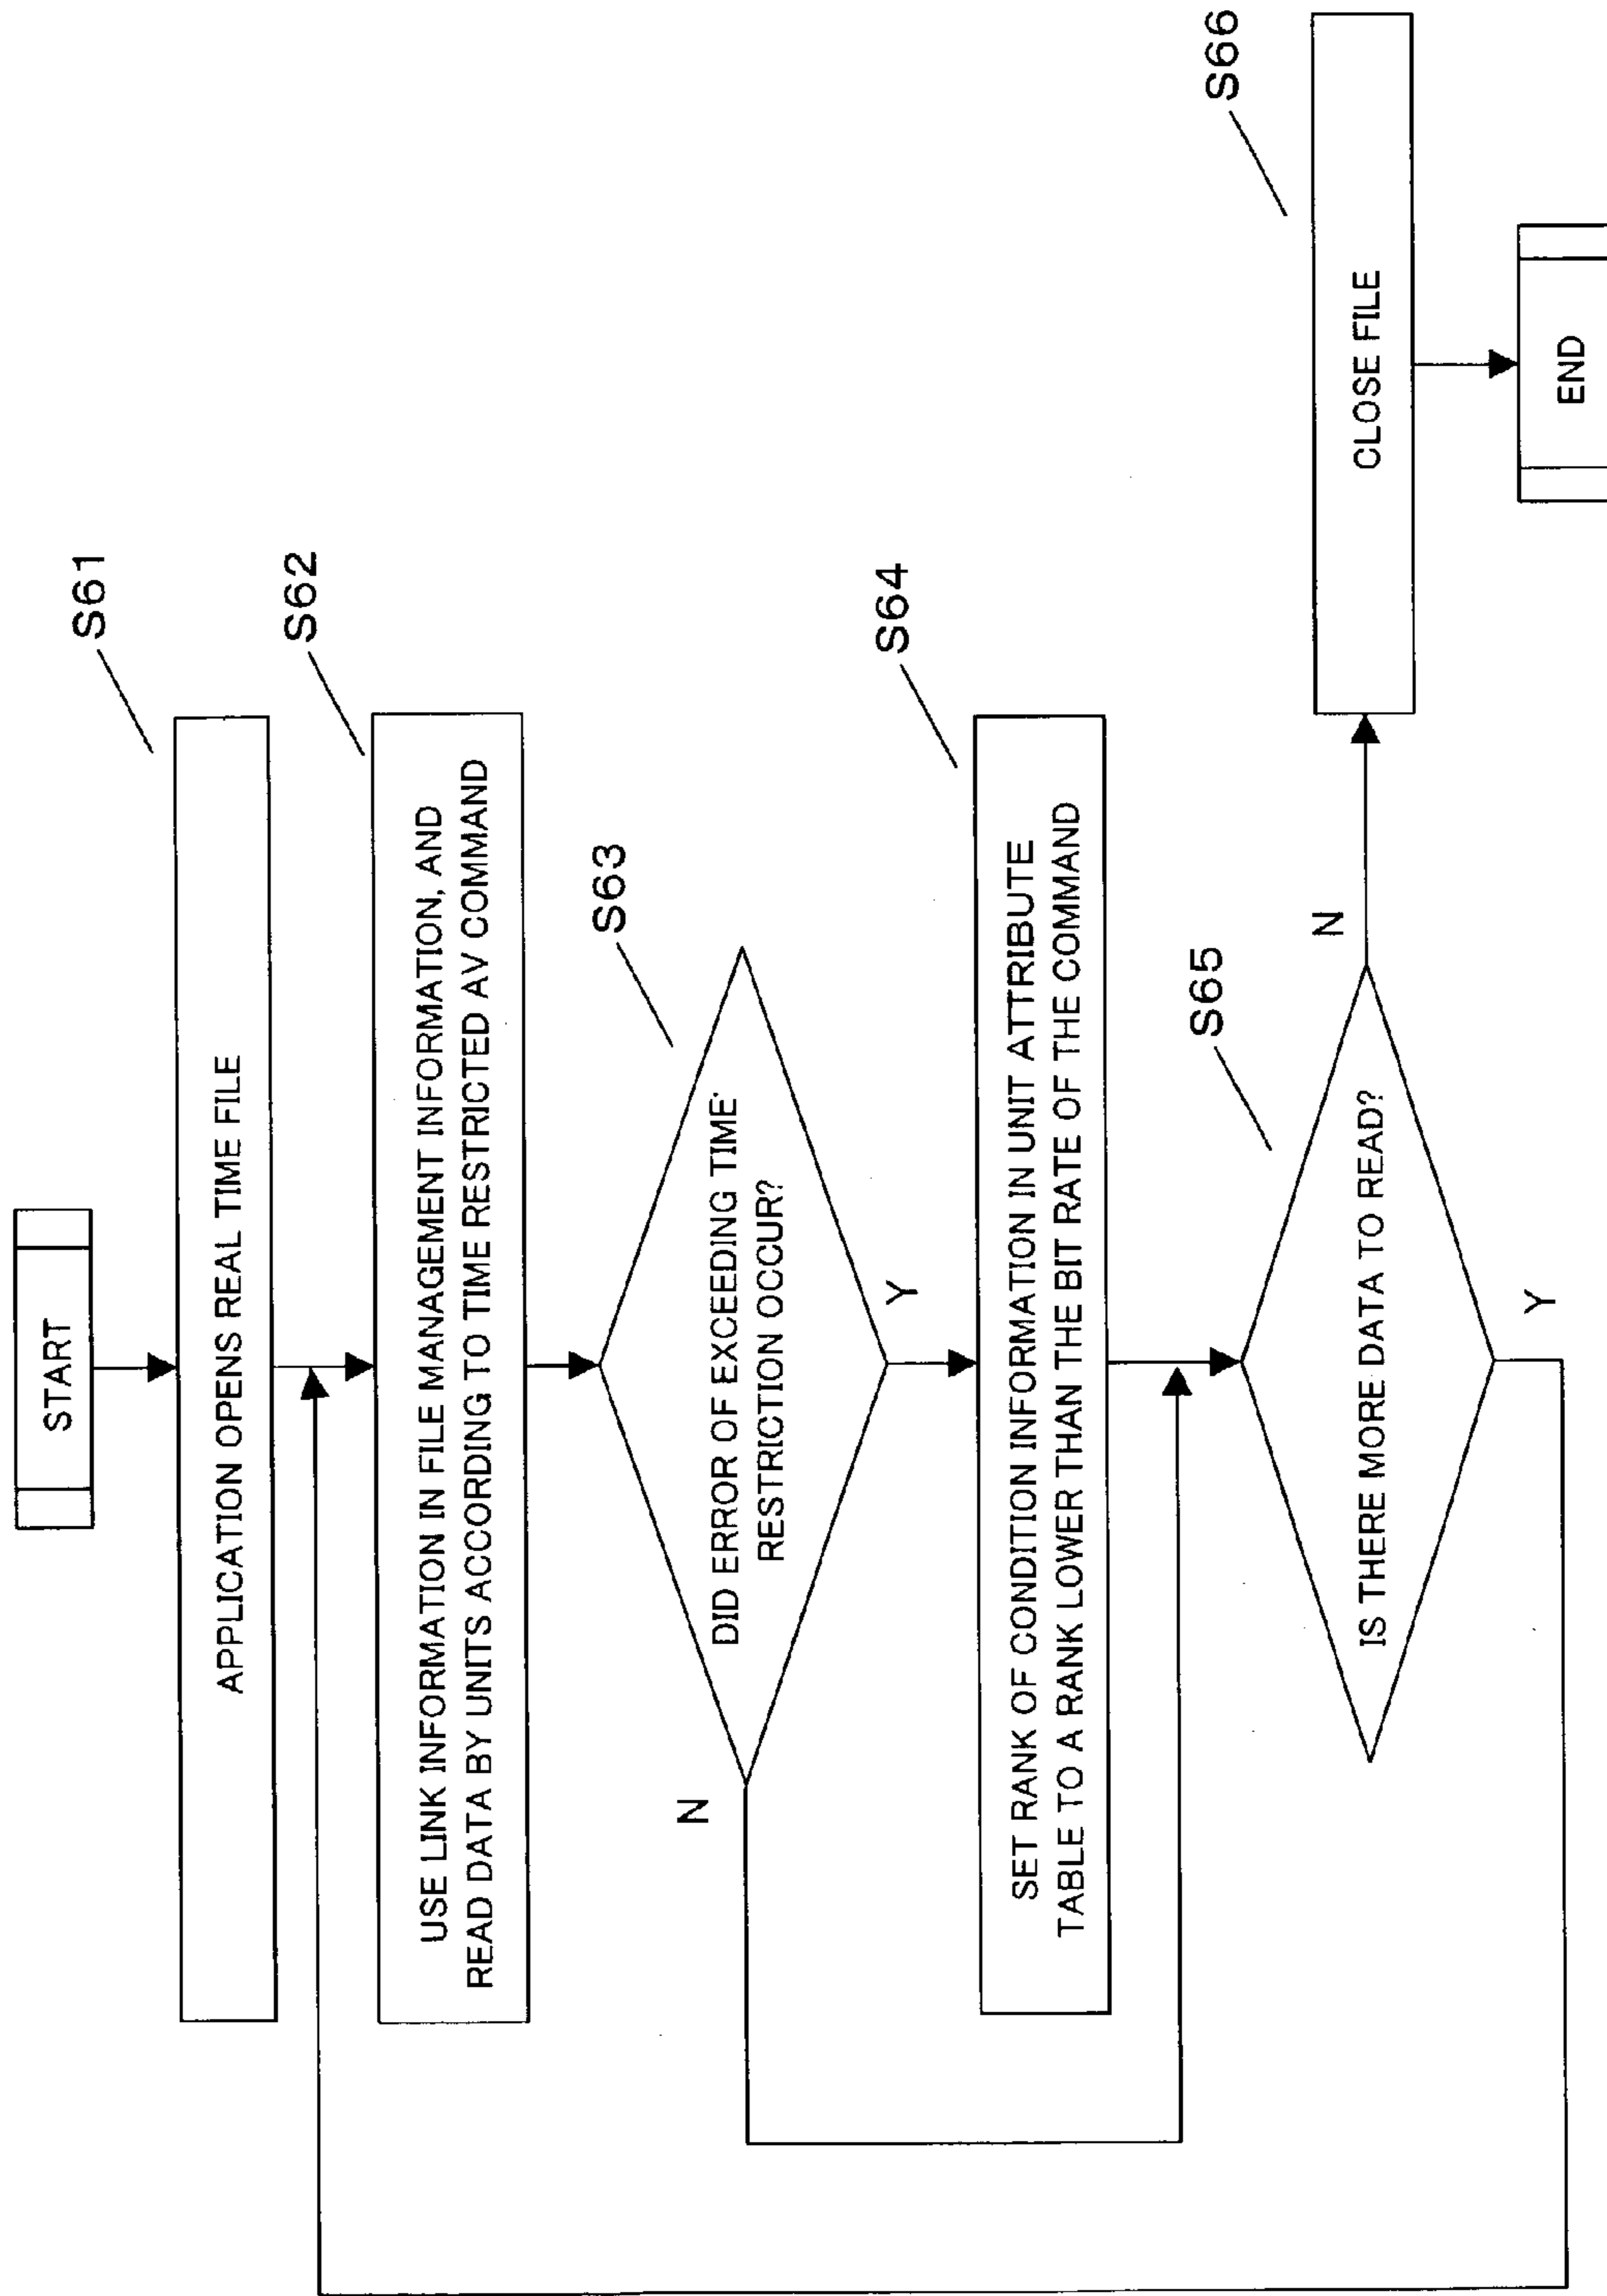 START
S61
APPLICATION OPENS REAL TIME FILE
S62
USE LINK INFORMATION IN FILE MANAGEMENT INFORMATION, AND
READ DATA BY UNITS ACCORDING TO TIME RESTRICTED AV COMMAND
S63
DID ERROR OF EXCEEDING TIME
RESTRICTION OCCUR?
N
Y
S64
SET RANK OF CONDITION INFORMATION IN UNIT ATTRIBUTE
TABLE TO A RANK LOWER THAN THE BIT RATE OF THE COMMAND
S65
IS THERE MORE DATA TO READ?
N
Y
S66
CLOSE FILE
END